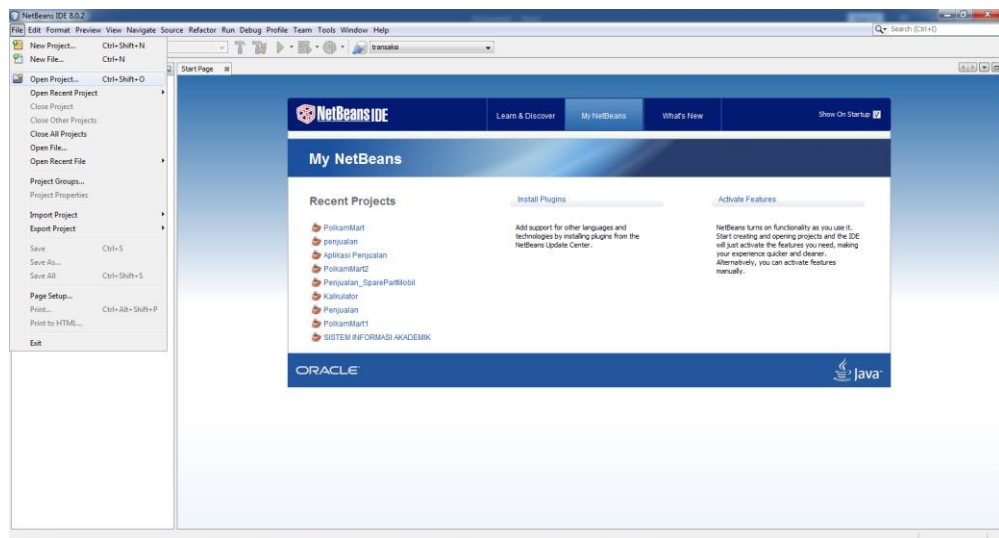 NetBeans IDE 8.0.2
File Edit Format Preview View Navigate Source Refactor Run Debug Profile Team Tools Window Help
Search (Ctrl+I)
New Project... Ctrl+Shift+N
New File... Ctrl+N
transaksi
Open Project... Ctrl+Shift+O
Start Page
Open Recent Project
Close Project
Close Other Projects
Close All Projects
Open File...
Open Recent File
Project Groups...
Project Properties
Import Project
Export Project
Save Ctrl+S
Save As...
Save All Ctrl+Shift+S
Page Setup...
Print... Ctrl+Alt+Shift+P
Print to HTML...
Exit
NetBeans IDE
Learn & Discover
My NetBeans
What's New
Show On Startup
My NetBeans
Recent Projects
PolkamMart
penjualan
Aplikasi Penjualan
PolkamMart2
Penjualan_SparePartMobil
Kalkulator
Penjualan
PolkamMart1
SISTEM INFORMASI AKADEMIK
Install Plugins
Add support for other languages and
technologies by installing plugins from the
NetBeans Update Center.
Activate Features
NetBeans turns on functionality as you use it.
Start creating and opening projects and the IDE
will just activate the features you need, making
your experience quicker and cleaner.
Alternatively, you can activate features
manually.
ORACLE
Java